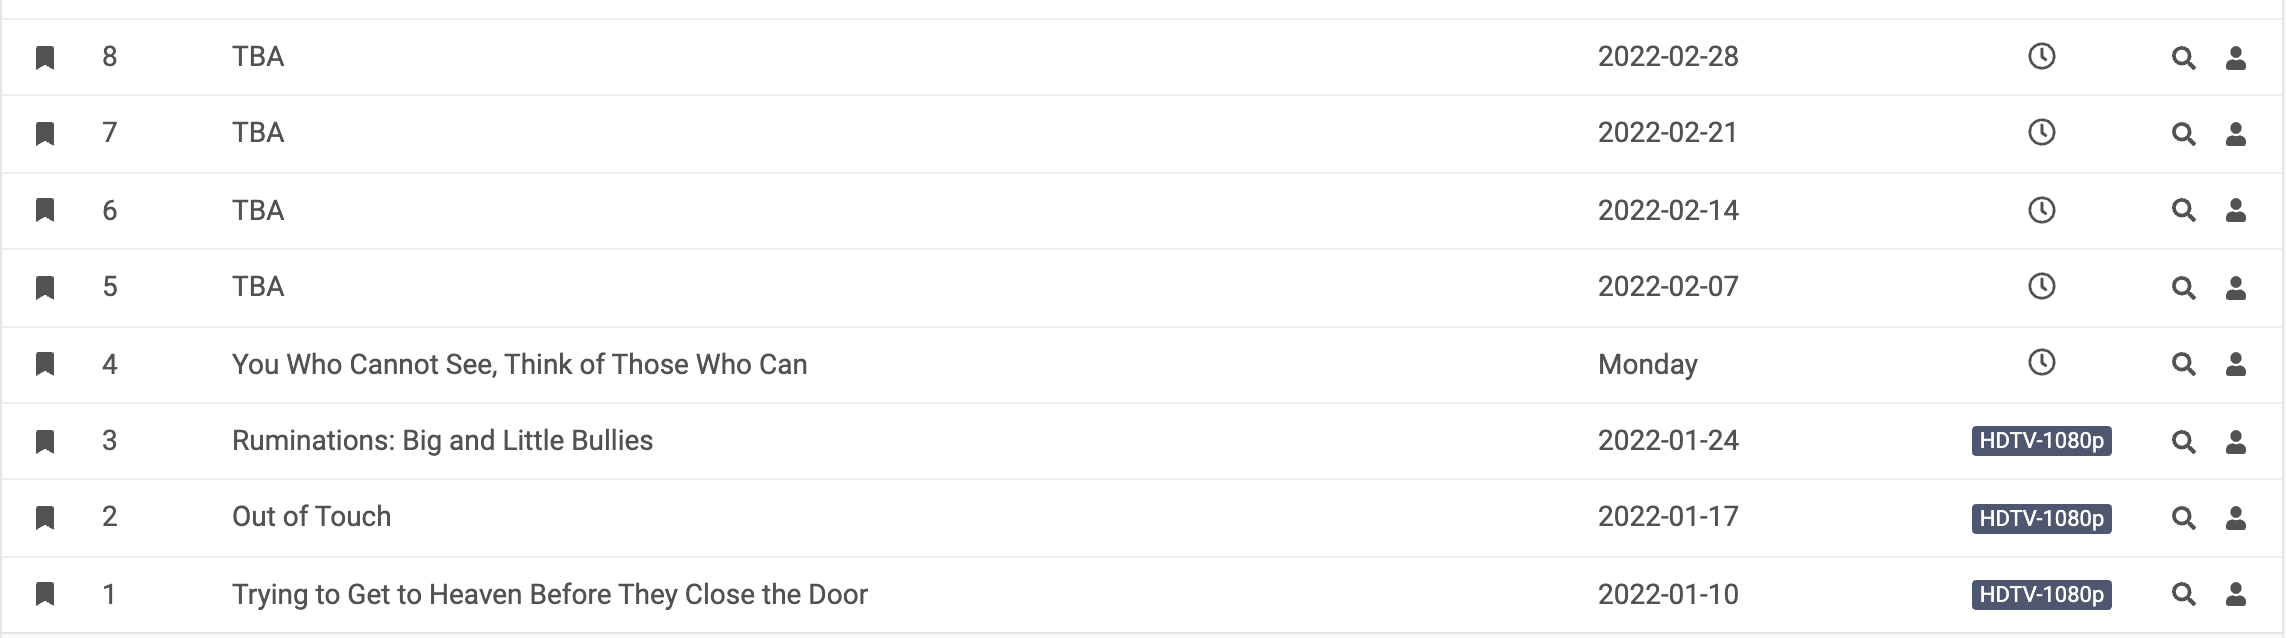 8 TBA 2022-02-28
7 TBA 2022-02-21
6 TBA 2022-02-14
5 TBA 2022-02-07
4 You Who Cannot See, Think of Those Who Can Monday
3 Ruminations: Big and Little Bullies 2022-01-24 HDTV-1080p
2 Out of Touch 2022-01-17 HDTV-1080p
1 Trying to Get to Heaven Before They Close the Door 2022-01-10 HDTV-1080p